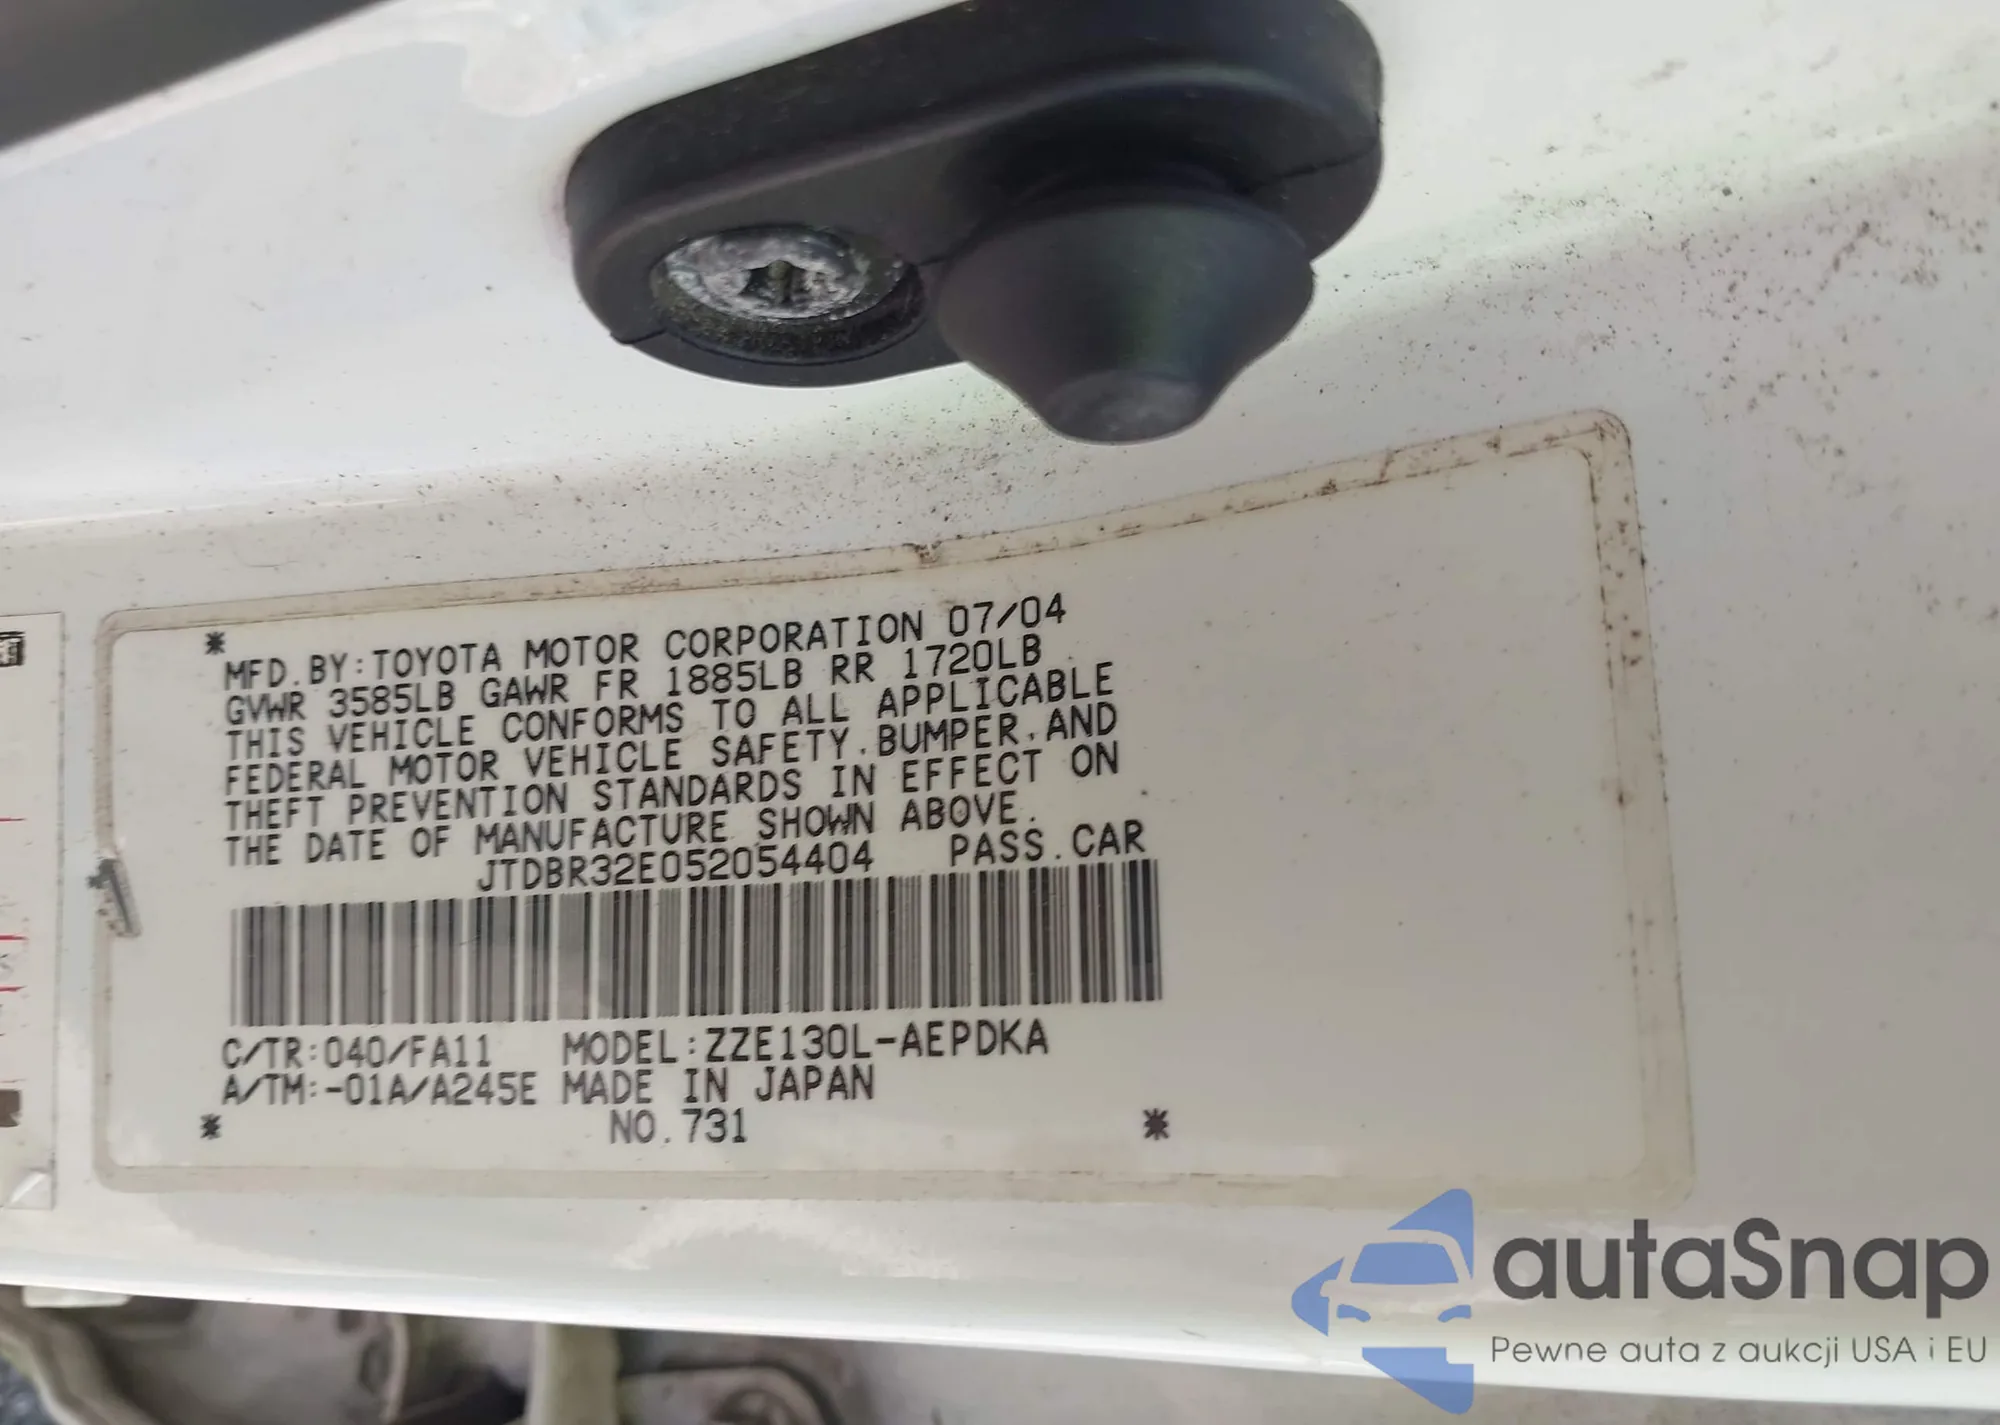 *
MFD.BY:TOYOTA MOTOR CORPORATION 07/04
GVWR 3585LB GAWR FR 1885LB RR 1720LB
THIS VEHICLE CONFORMS TO ALL APPLICABLE
FEDERAL MOTOR VEHICLE SAFETY,BUMPER,AND
THEFT PREVENTION STANDARDS IN EFFECT ON
THE DATE OF MANUFACTURE SHOWN ABOVE.
JTDBR32E052054404 PASS.CAR
C/TR:040/FA11 MODEL:ZZE130L-AEPDKA
A/TM:-01A/A245E MADE IN JAPAN
* NO.731 *
autaSnap
Pewne auta z aukcji USA i EU